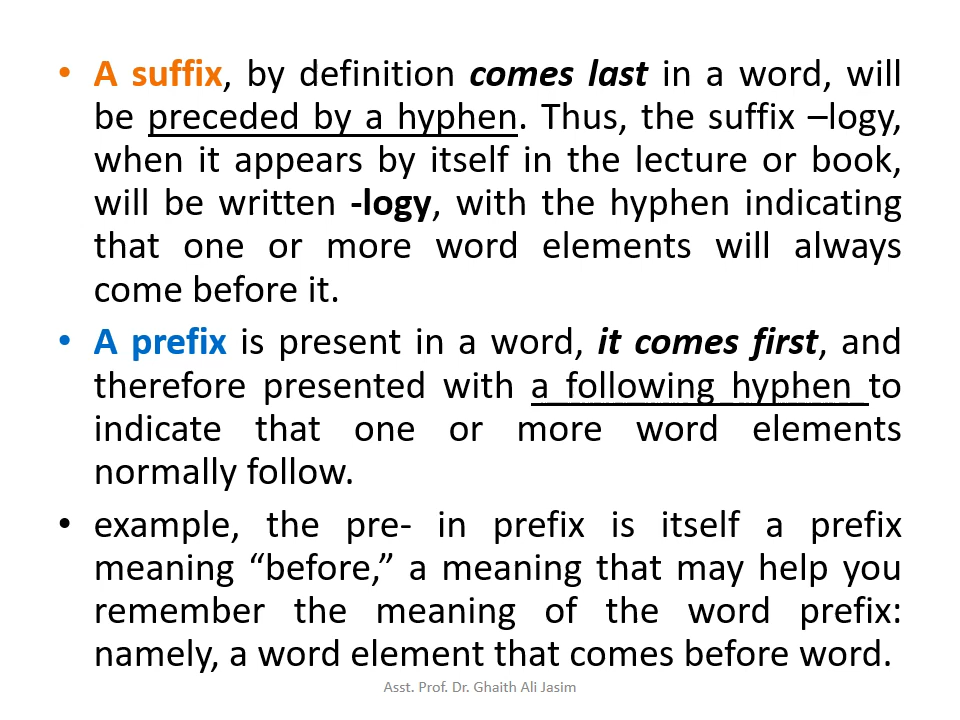 • A suffix, by definition comes last in a word, will
be preceded by a hyphen. Thus, the suffix –logy,
when it appears by itself in the lecture or book,
will be written -logy, with the hyphen indicating
that one or more word elements will always
come before it.
• A prefix is present in a word, it comes first, and
therefore presented with a following hyphen to
indicate that one or more word elements
normally follow.
• example, the pre- in prefix is itself a prefix
meaning “before,” a meaning that may help you
remember the meaning of the word prefix:
namely, a word element that comes before word.
Asst. Prof. Dr. Ghaith Ali Jasim